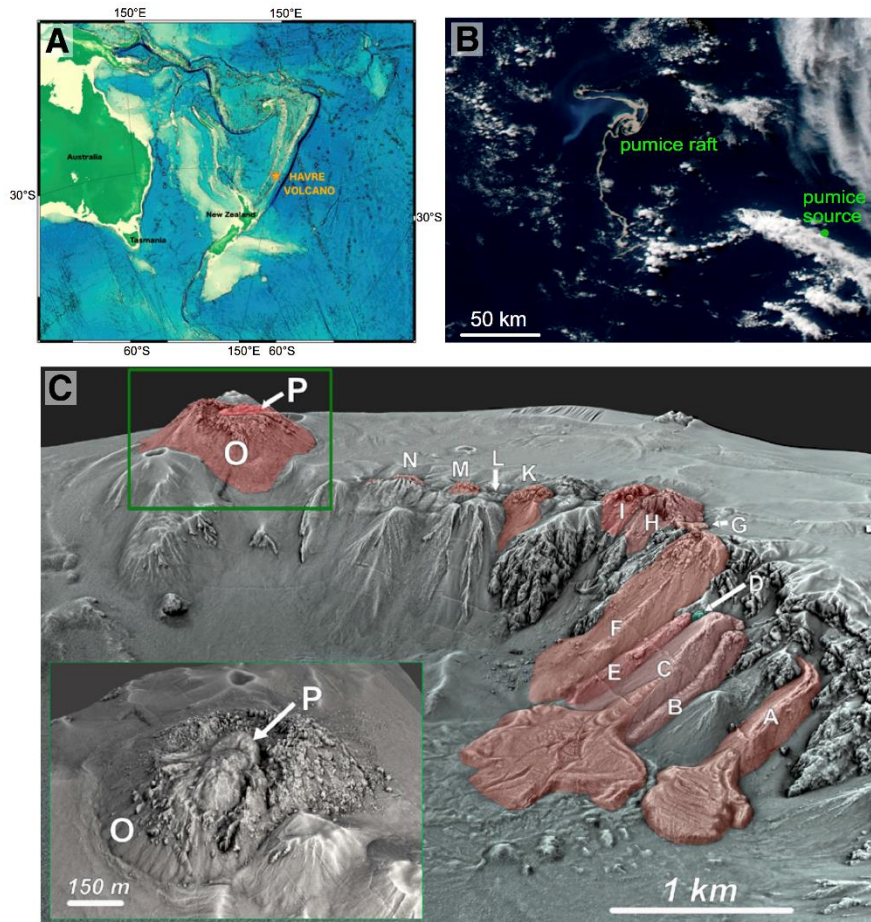 150°E 150°E
A
Australia
HAVRE
VOLCANO
30°S
New Zealand
Tasmania
30°S
60°S 150°E 60°S
B
pumice raft
pumice
source
50 km
C
P
O
N
M
L
K
I
H
G
D
F
E
C
B
A
P
O
150 m
1 km